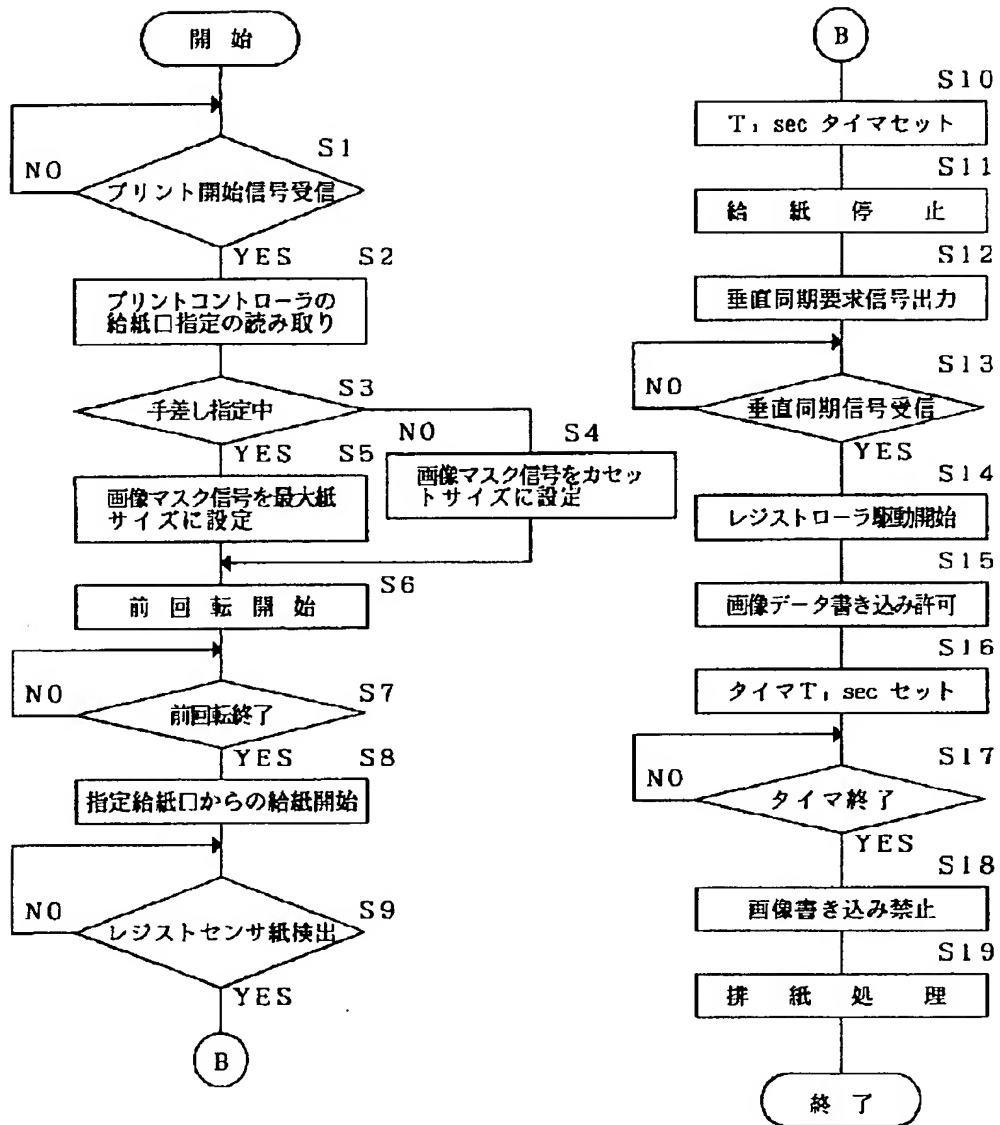 開始
S1
NO
プリント開始信号受信
YES
S2
プリントコントローラの
給紙口指定の読み取り
S3
手差し指定中
NO
S4
YES
S5
画像マスク信号をカセッ
トサイズに設定
画像マスク信号を最大紙
サイズに設定
S6
前回転開始
NO
S7
前回転終了
YES
S8
指定給紙口からの給紙開始
NO
S9
レジストセンサ紙検出
YES
B
B
S10
T₁ sec タイマセット
S11
給紙停止
S12
垂直同期要求信号出力
S13
NO
垂直同期信号受信
YES
S14
レジストローラ駆動開始
S15
画像データ書き込み許可
S16
タイマT₁ sec セット
S17
NO
タイマ終了
YES
S18
画像書き込み禁止
S19
排紙処理
終了